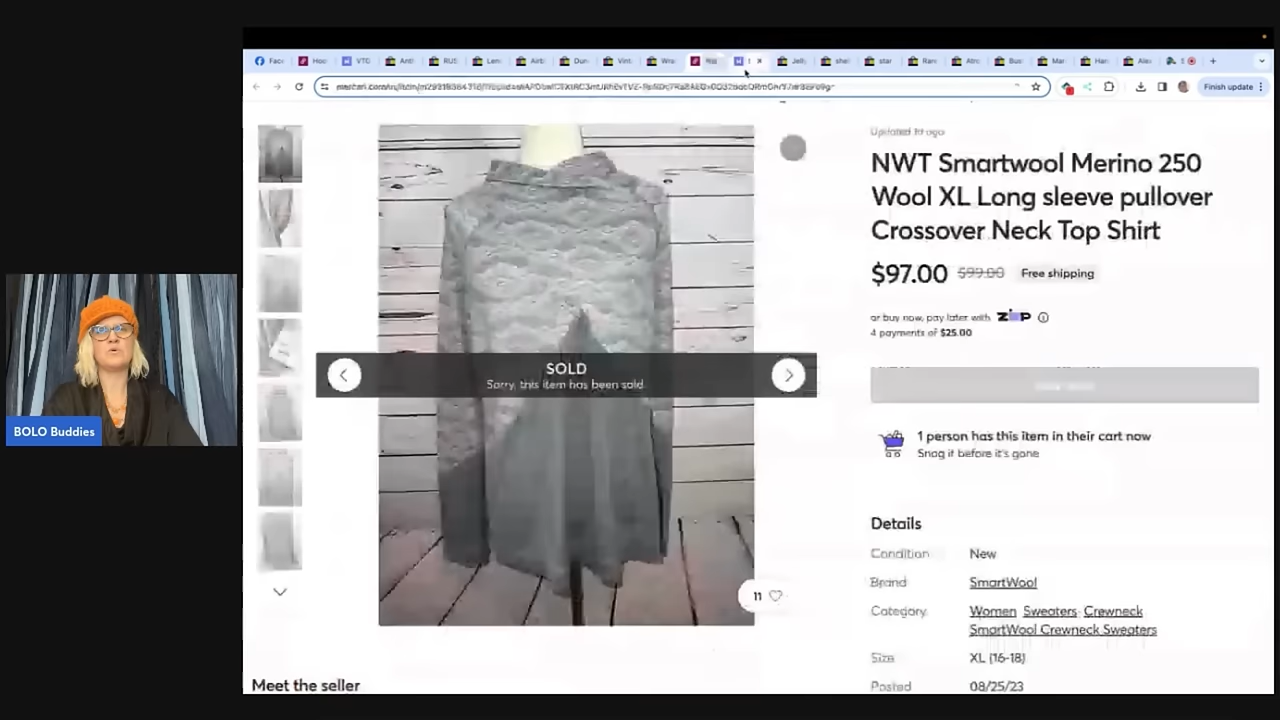 Finish update
Updated 1d ago
NWT Smartwool Merino 250
Wool XL Long sleeve pullover
Crossover Neck Top Shirt
$97.00 $99.00 Free shipping
or buy now, pay later with ZIP
4 payments of $25.00
SOLD
Sorry, this item has been sold.
1 person has this item in their cart now
Snag it before it's gone
BOLO Buddies
Details
Condition New
Brand SmartWool
Category Women Sweaters Crewneck
SmartWool Crewneck Sweaters
11
Size XL (16-18)
Meet the seller
Posted 08/25/23